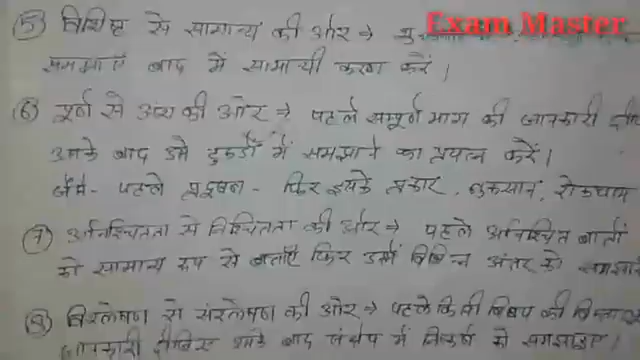 Exam Master
(5) विशिष्ट से सामान्य की ओर →
समझाएं बाद में सामान्यीकरण करें।
(6) पूर्ण से अंश की ओर → पहले सम्पूर्ण भाग की जानकारी
उसके बाद उसे टुकड़ों में समझाने का प्रयत्न करें।
जैसे - पहले प्रदूषण - फिर इसके प्रकार, नुकसान, रोकथाम
(7) अनिश्चितता से निश्चितता की ओर → पहले अनिश्चित बातों
को सामान्य रूप से बताएँ फिर उसमें विभिन्न अंतर को
(8) विश्लेषण से संश्लेषण की ओर → पहले किसी विषय की
जानकारी दीजिए उसके बाद संक्षेप में निष्कर्ष को समझाइए।